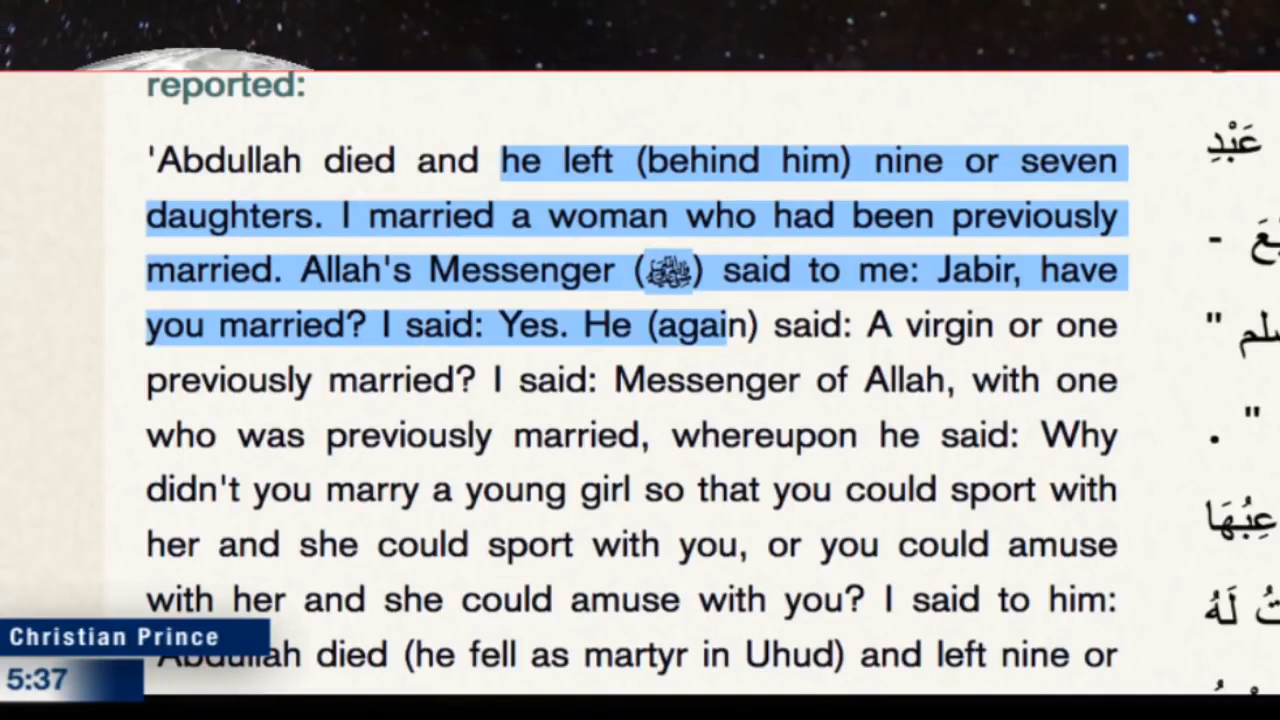 reported:
'Abdullah died and he left (behind him) nine or seven
daughters. I married a woman who had been previously
married. Allah's Messenger (ﷺ) said to me: Jabir, have
you married? I said: Yes. He (again) said: A virgin or one
previously married? I said: Messenger of Allah, with one
who was previously married, whereupon he said: Why
didn't you marry a young girl so that you could sport with
her and she could sport with you, or you could amuse
with her and she could amuse with you? I said to him:
'Abdullah died (he fell as martyr in Uhud) and left nine or
عَبْدِ
- 
"
" .
تُ لَهُ
Christian Prince
5:37